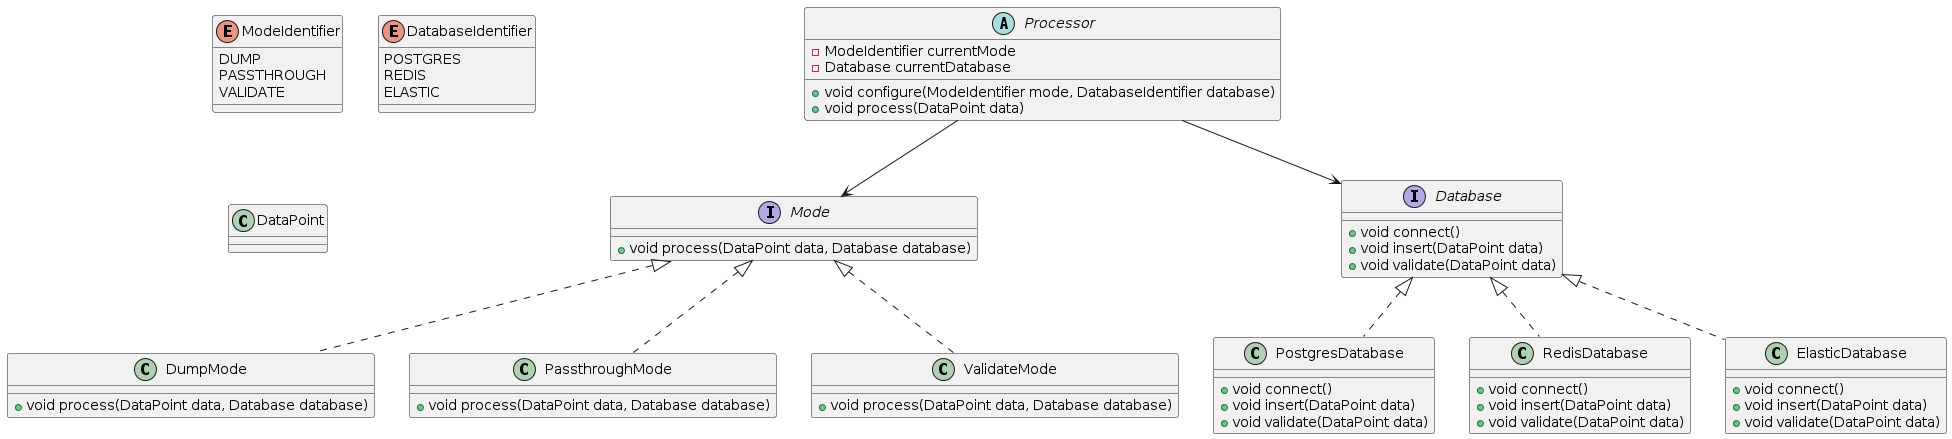 E ModeIdentifier
DUMP
PASSTHROUGH
VALIDATE
E DatabaseIdentifier
POSTGRES
REDIS
ELASTIC
A Processor
ModeIdentifier currentMode
Database currentDatabase
void configure(ModeIdentifier mode, DatabaseIdentifier database)
void process(DataPoint data)
C DataPoint
I Mode
void process(DataPoint data, Database database)
I Database
void connect()
void insert(DataPoint data)
void validate(DataPoint data)
C DumpMode
void process(DataPoint data, Database database)
C PassthroughMode
void process(DataPoint data, Database database)
C ValidateMode
void process(DataPoint data, Database database)
C PostgresDatabase
void connect()
void insert(DataPoint data)
void validate(DataPoint data)
C RedisDatabase
void connect()
void insert(DataPoint data)
void validate(DataPoint data)
C ElasticDatabase
void connect()
void insert(DataPoint data)
void validate(DataPoint data)